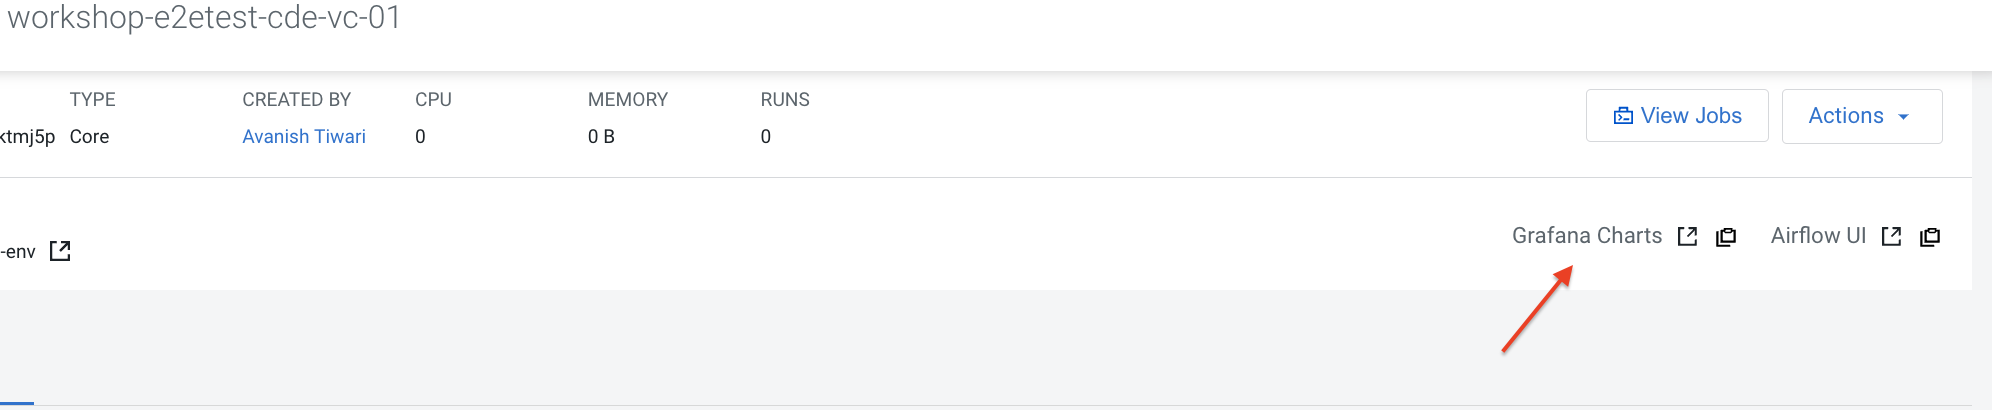 workshop-e2etest-cde-vc-01
TYPE CREATED BY CPU MEMORY RUNS
ktmj5p Core Avanish Tiwari 0 0 B 0
View Jobs Actions
-env Grafana Charts Airflow UI